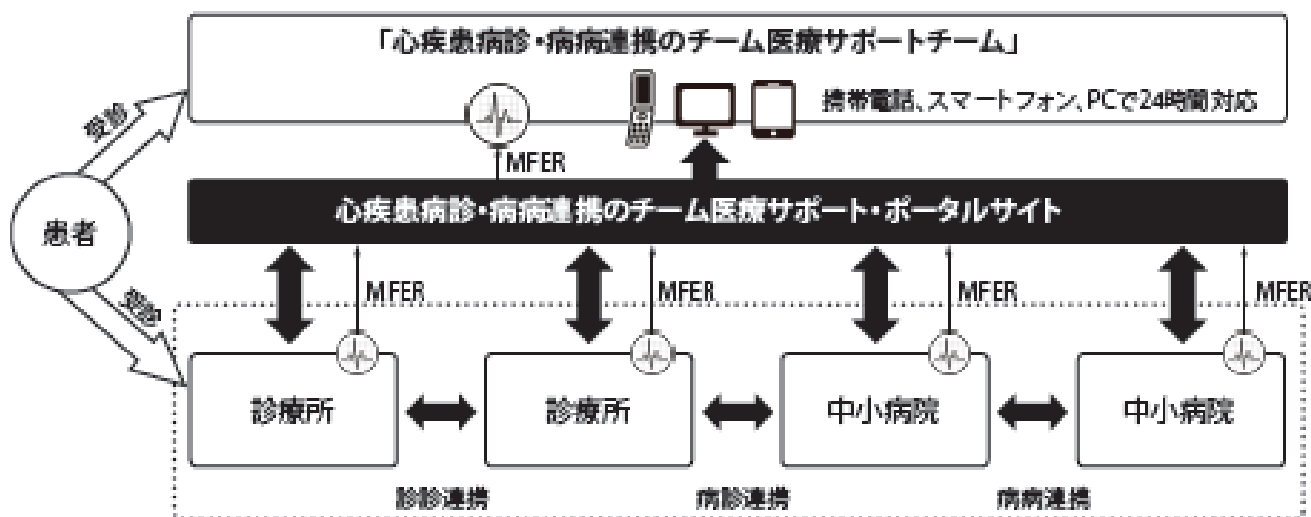 「心疾患病診・病病連携のチーム医療サポートチーム」
携帯電話、スマートフォン、PCで24時間対応
受診
MFER
心疾患病診・病病連携のチーム医療サポート・ポータルサイト
患者
受診
MFER
MFER
MFER
MFER
診療所
診療所
中小病院
中小病院
診診連携
病診連携
病病連携